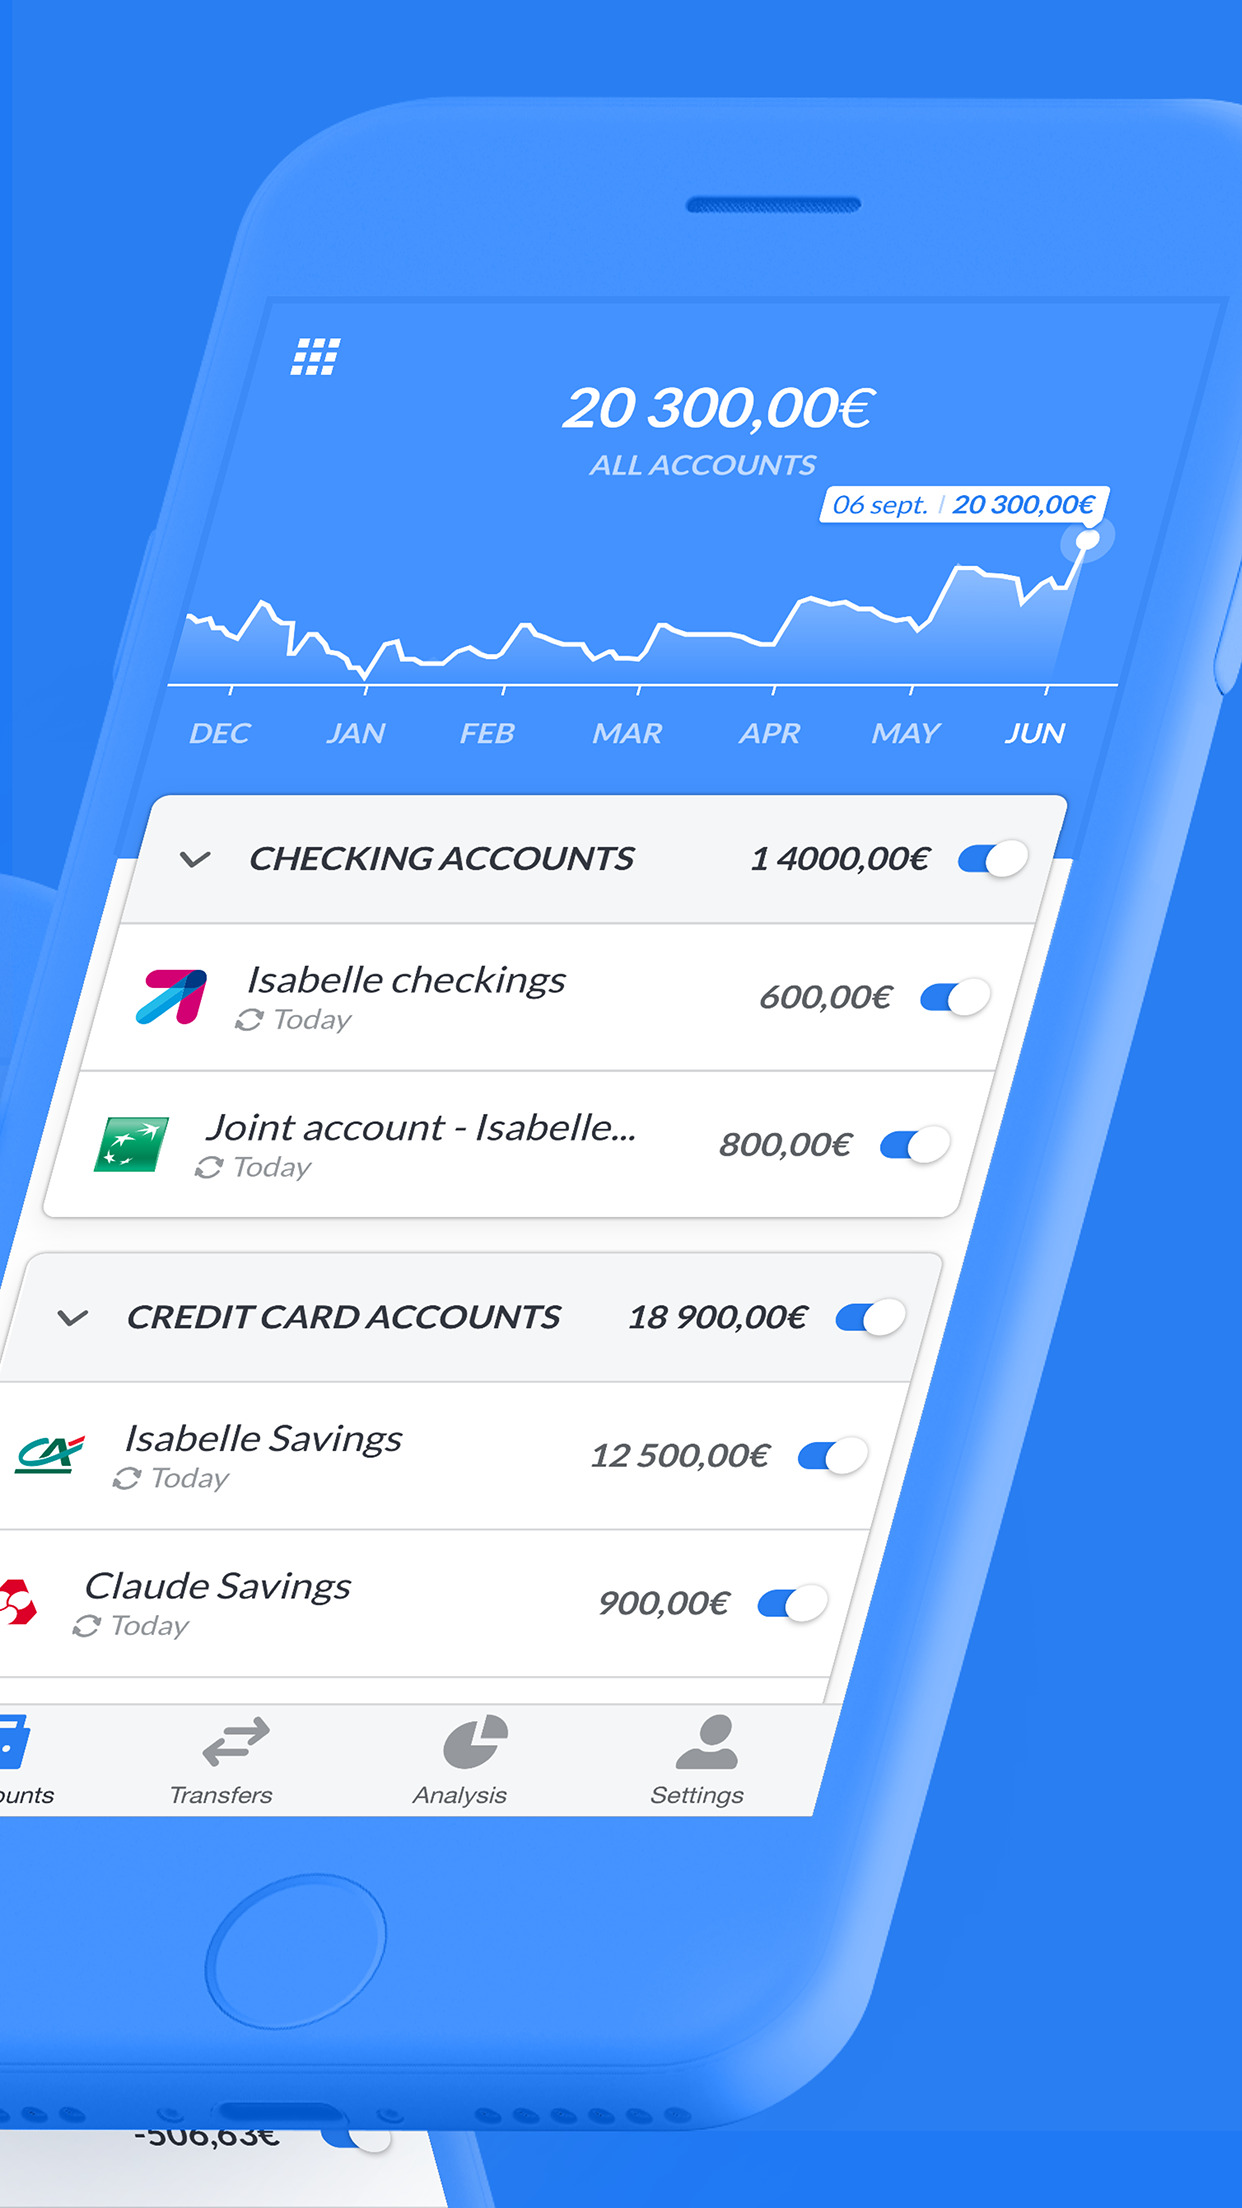 20 300,00€
ALL ACCOUNTS
06 sept. | 20 300,00€
DEC JAN FEB MAR APR MAY JUN
CHECKING ACCOUNTS 1 4000,00€
Isabelle checkings 600,00€
Today
Joint account - Isabelle... 800,00€
Today
CREDIT CARD ACCOUNTS 18 900,00€
CA Isabelle Savings 12 500,00€
Today
Claude Savings 900,00€
Today
ounts Transfers Analysis Settings
-506,63€